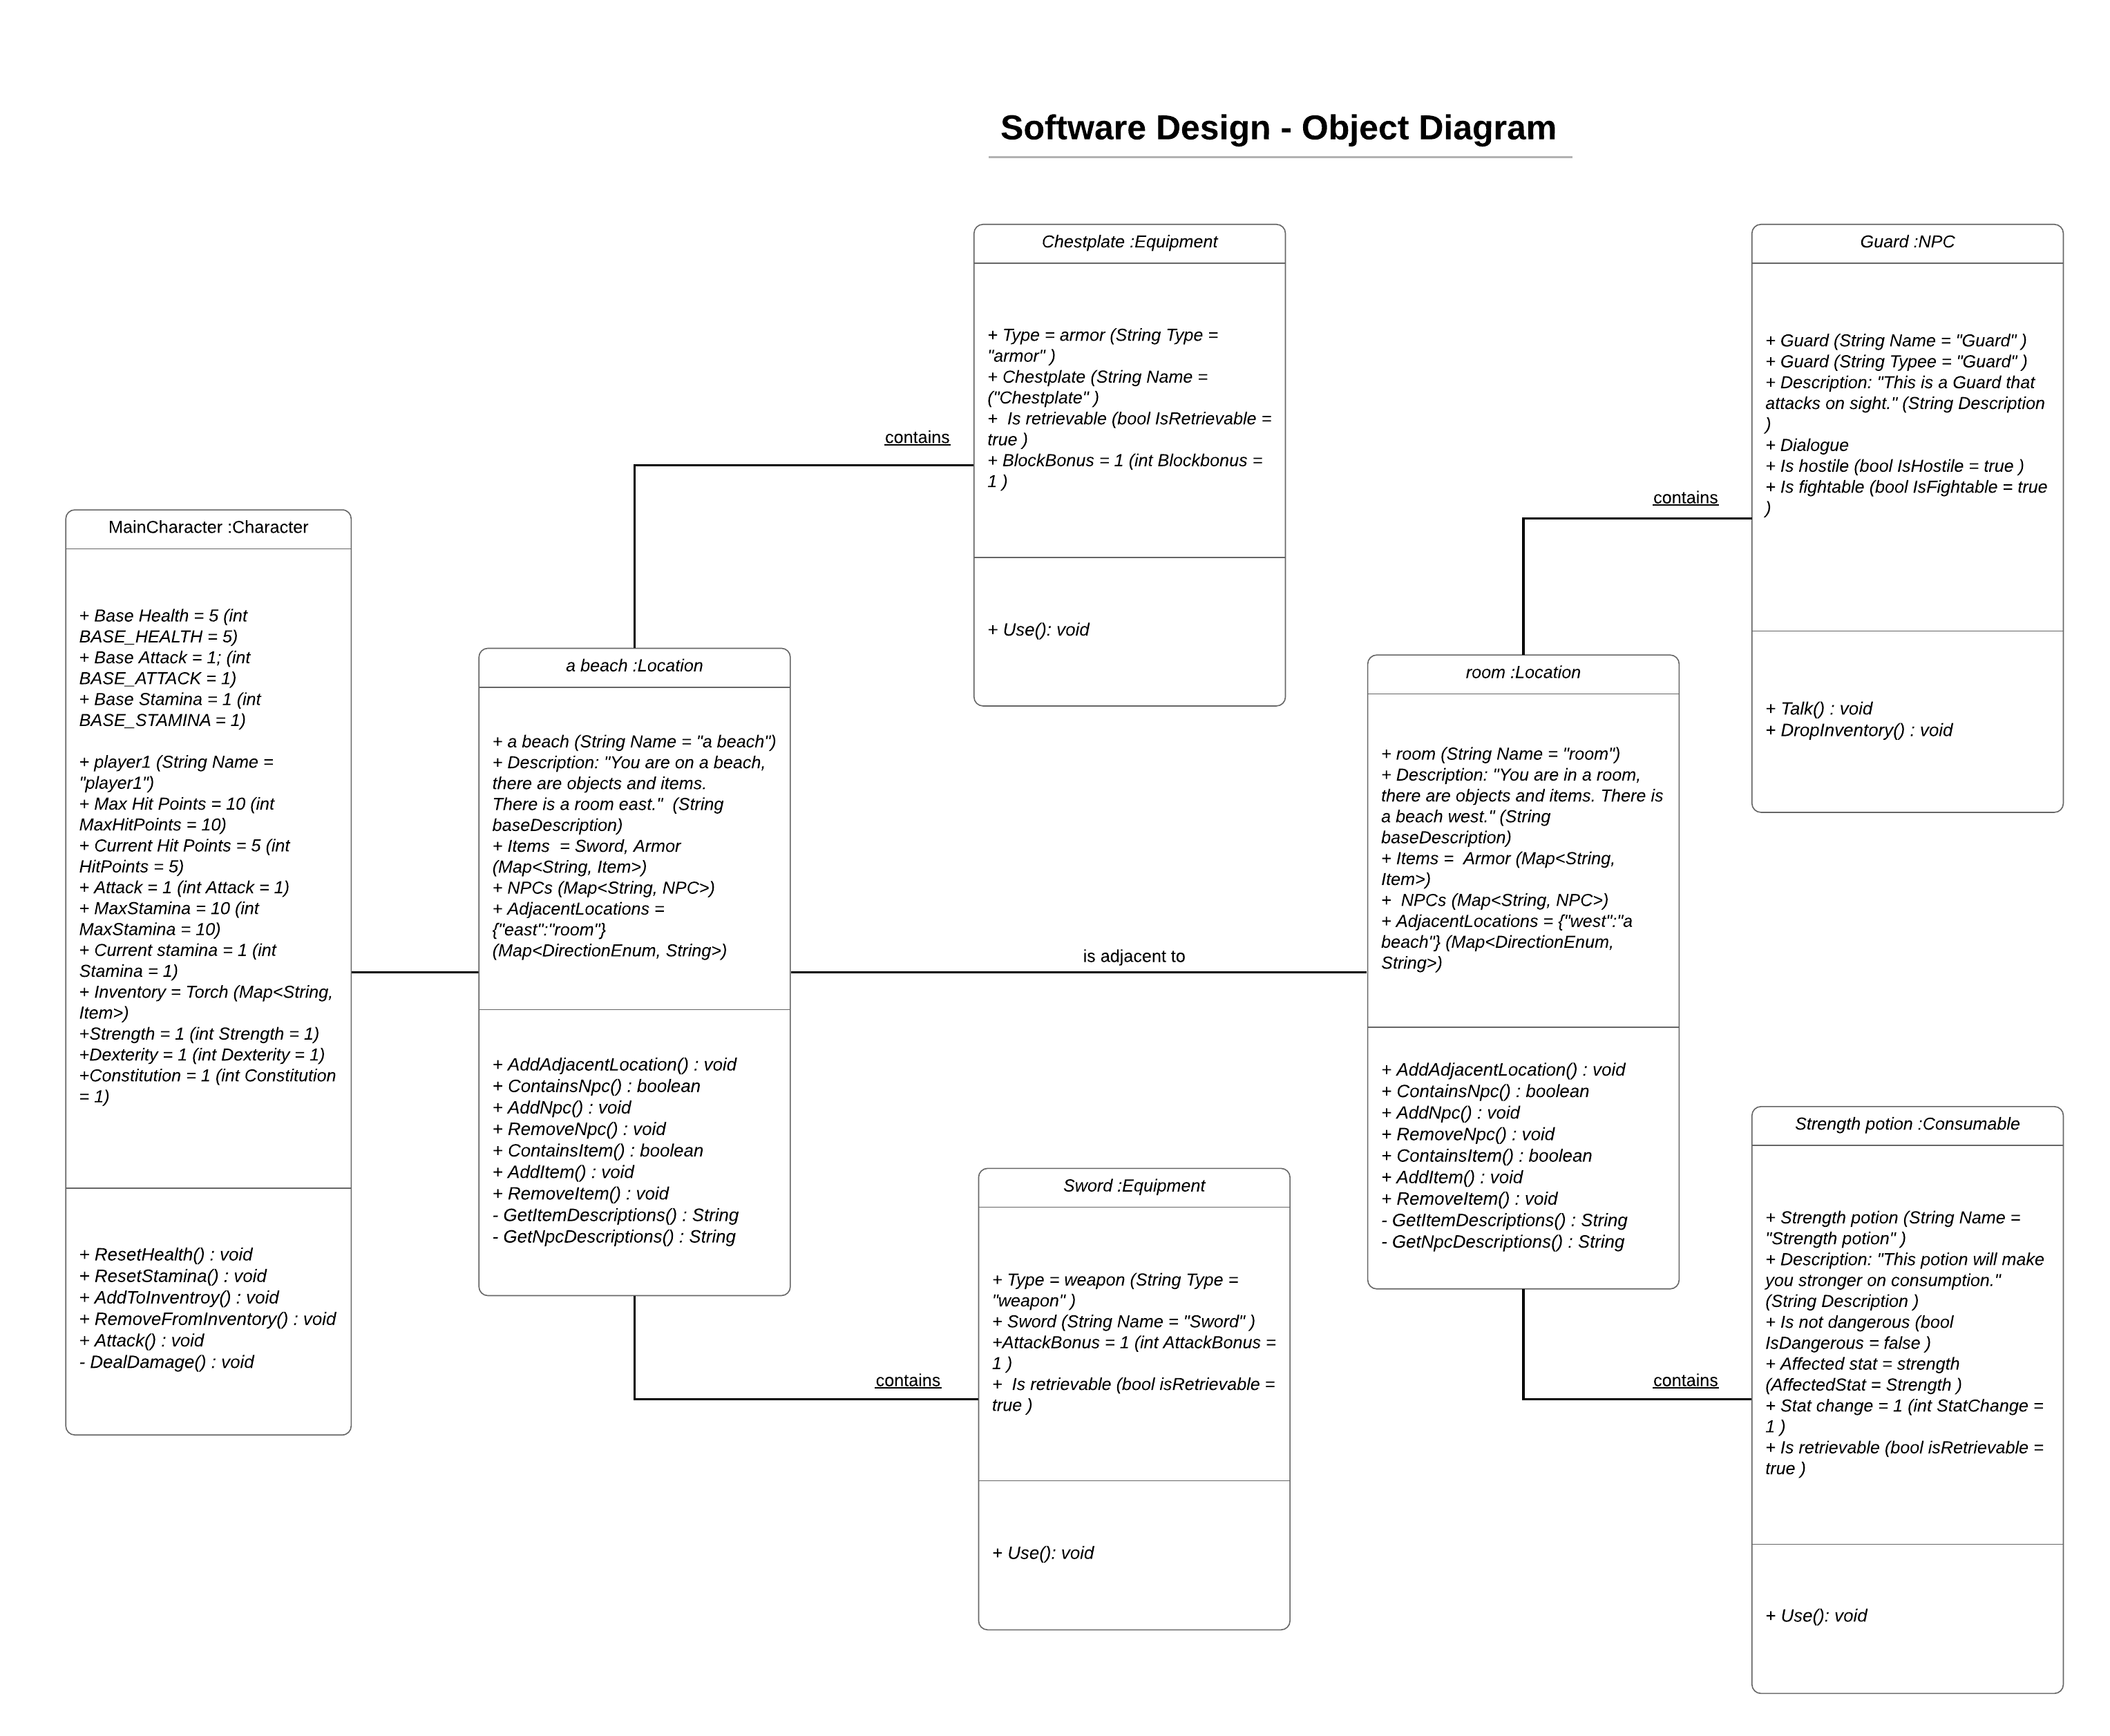 Software Design - Object Diagram
Chestplate :Equipment
+ Type = armor (String Type =
"armor" )
+ Chestplate (String Name =
("Chestplate" )
+  Is retrievable (bool IsRetrievable =
true )
+ BlockBonus = 1 (int Blockbonus =
1 )
+ Use(): void
Guard :NPC
+ Guard (String Name = "Guard" )
+ Guard (String Typee = "Guard" )
+ Description: "This is a Guard that
attacks on sight." (String Description
)
+ Dialogue
+ Is hostile (bool IsHostile = true )
+ Is fightable (bool IsFightable = true
)
+ Talk() : void
+ DropInventory() : void
contains
contains
MainCharacter :Character
+ Base Health = 5 (int
BASE_HEALTH = 5)
+ Base Attack = 1; (int
BASE_ATTACK = 1)
+ Base Stamina = 1 (int
BASE_STAMINA = 1)
+ player1 (String Name =
"player1")
+ Max Hit Points = 10 (int
MaxHitPoints = 10)
+ Current Hit Points = 5 (int
HitPoints = 5)
+ Attack = 1 (int Attack = 1)
+ MaxStamina = 10 (int
MaxStamina = 10)
+ Current stamina = 1 (int
Stamina = 1)
+ Inventory = Torch (Map<String,
Item>)
+Strength = 1 (int Strength = 1)
+Dexterity = 1 (int Dexterity = 1)
+Constitution = 1 (int Constitution
= 1)
+ ResetHealth() : void
+ ResetStamina() : void
+ AddToInventroy() : void
+ RemoveFromInventory() : void
+ Attack() : void
- DealDamage() : void
a beach :Location
+ a beach (String Name = "a beach")
+ Description: "You are on a beach,
there are objects and items.
There is a room east."  (String
baseDescription)
+ Items  = Sword, Armor
(Map<String, Item>)
+ NPCs (Map<String, NPC>)
+ AdjacentLocations =
{"east":"room"}
(Map<DirectionEnum, String>)
+ AddAdjacentLocation() : void
+ ContainsNpc() : boolean
+ AddNpc() : void
+ RemoveNpc() : void
+ ContainsItem() : boolean
+ AddItem() : void
+ RemoveItem() : void
- GetItemDescriptions() : String
- GetNpcDescriptions() : String
is adjacent to
room :Location
+ room (String Name = "room")
+ Description: "You are in a room,
there are objects and items. There is
a beach west." (String
baseDescription)
+ Items =  Armor (Map<String,
Item>)
+  NPCs (Map<String, NPC>)
+ AdjacentLocations = {"west":"a
beach"} (Map<DirectionEnum,
String>)
+ AddAdjacentLocation() : void
+ ContainsNpc() : boolean
+ AddNpc() : void
+ RemoveNpc() : void
+ ContainsItem() : boolean
+ AddItem() : void
+ RemoveItem() : void
- GetItemDescriptions() : String
- GetNpcDescriptions() : String
contains
Sword :Equipment
+ Type = weapon (String Type =
"weapon" )
+ Sword (String Name = "Sword" )
+AttackBonus = 1 (int AttackBonus =
1 )
+  Is retrievable (bool isRetrievable =
true )
+ Use(): void
contains
Strength potion :Consumable
+ Strength potion (String Name =
"Strength potion" )
+ Description: "This potion will make
you stronger on consumption."
(String Description )
+ Is not dangerous (bool
IsDangerous = false )
+ Affected stat = strength
(AffectedStat = Strength )
+ Stat change = 1 (int StatChange =
1 )
+ Is retrievable (bool isRetrievable =
true )
+ Use(): void